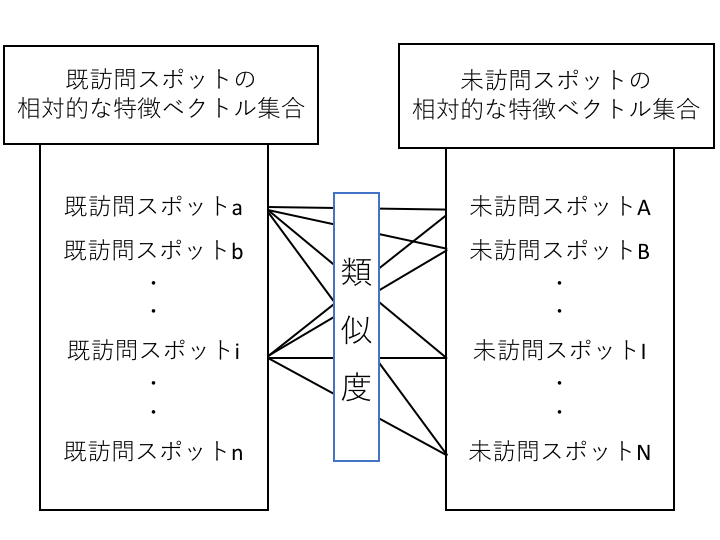 既訪問スポットの
相対的な特徴ベクトル集合
既訪問スポットa
既訪問スポットb
・
・
既訪問スポットi
・
・
既訪問スポットn
類
似
度
未訪問スポットの
相対的な特徴ベクトル集合
未訪問スポットA
未訪問スポットB
・
・
未訪問スポットI
・
・
未訪問スポットN